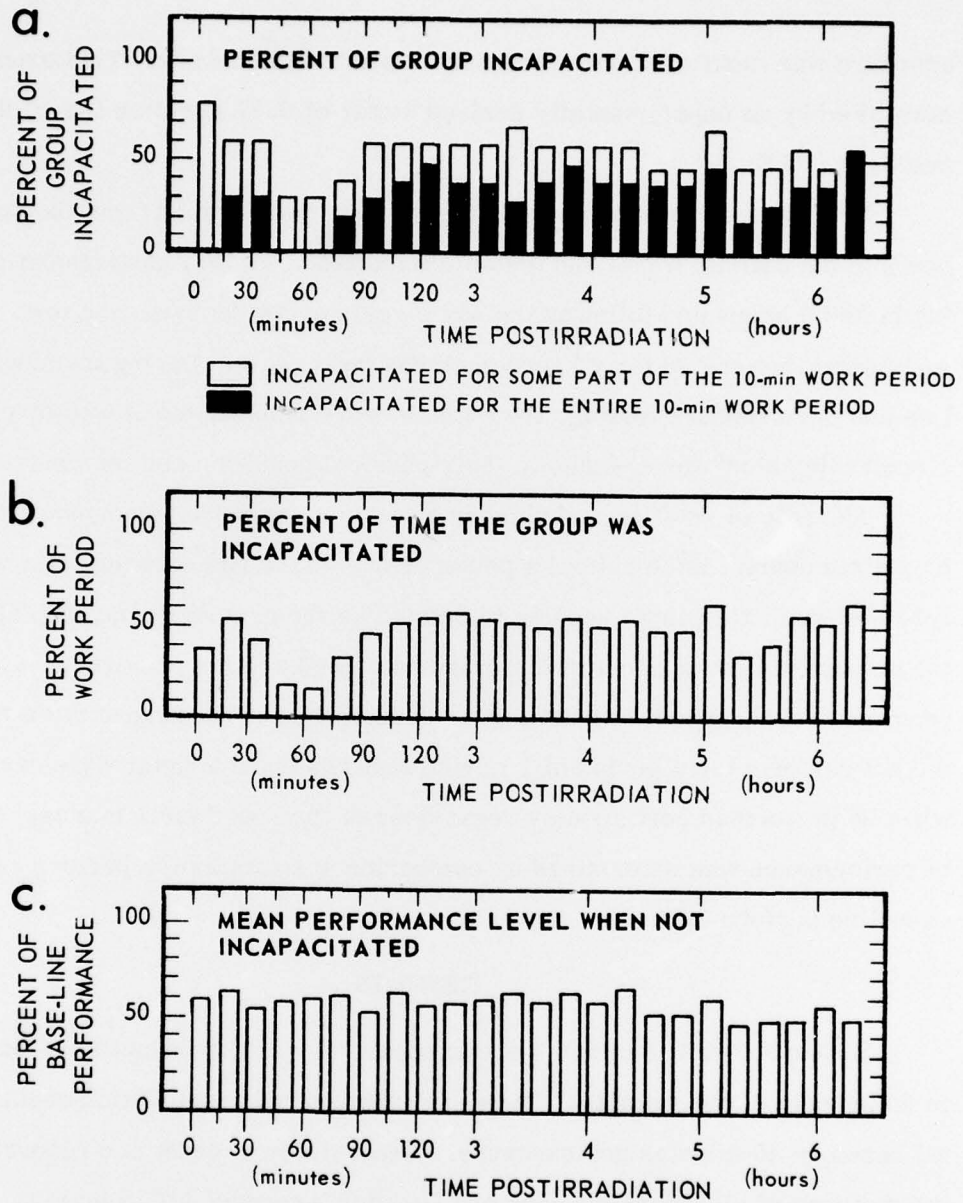 a.
PERCENT OF GROUP INCAPACITATED
PERCENT OF
GROUP
INCAPACITATED
100
50
0
0 30 60 90 120 3 4 5 6
(minutes) TIME POSTIRRADIATION (hours)
INCAPACITATED FOR SOME PART OF THE 10-min WORK PERIOD
INCAPACITATED FOR THE ENTIRE 10-min WORK PERIOD
b.
PERCENT OF TIME THE GROUP WAS
INCAPACITATED
PERCENT OF
WORK PERIOD
100
50
0
0 30 60 90 120 3 4 5 6
(minutes) TIME POSTIRRADIATION (hours)
c.
MEAN PERFORMANCE LEVEL WHEN NOT
INCAPACITATED
PERCENT OF
BASE-LINE
PERFORMANCE
100
50
0
0 30 60 90 120 3 4 5 6
(minutes) TIME POSTIRRADIATION (hours)